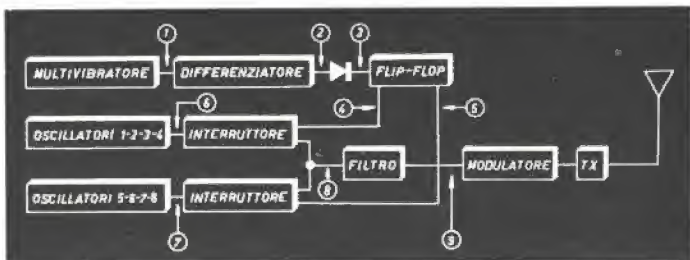 1 2 3
MULTIVIBRATORE DIFFERENZIATORE FLIP-FLOP
6 4 5
OSCILLATORI 1-2-3-4 INTERRUTTORE
FILTRO MODULATORE TX
OSCILLATORI 5-6-7-8 INTERRUTTORE
7 8 9